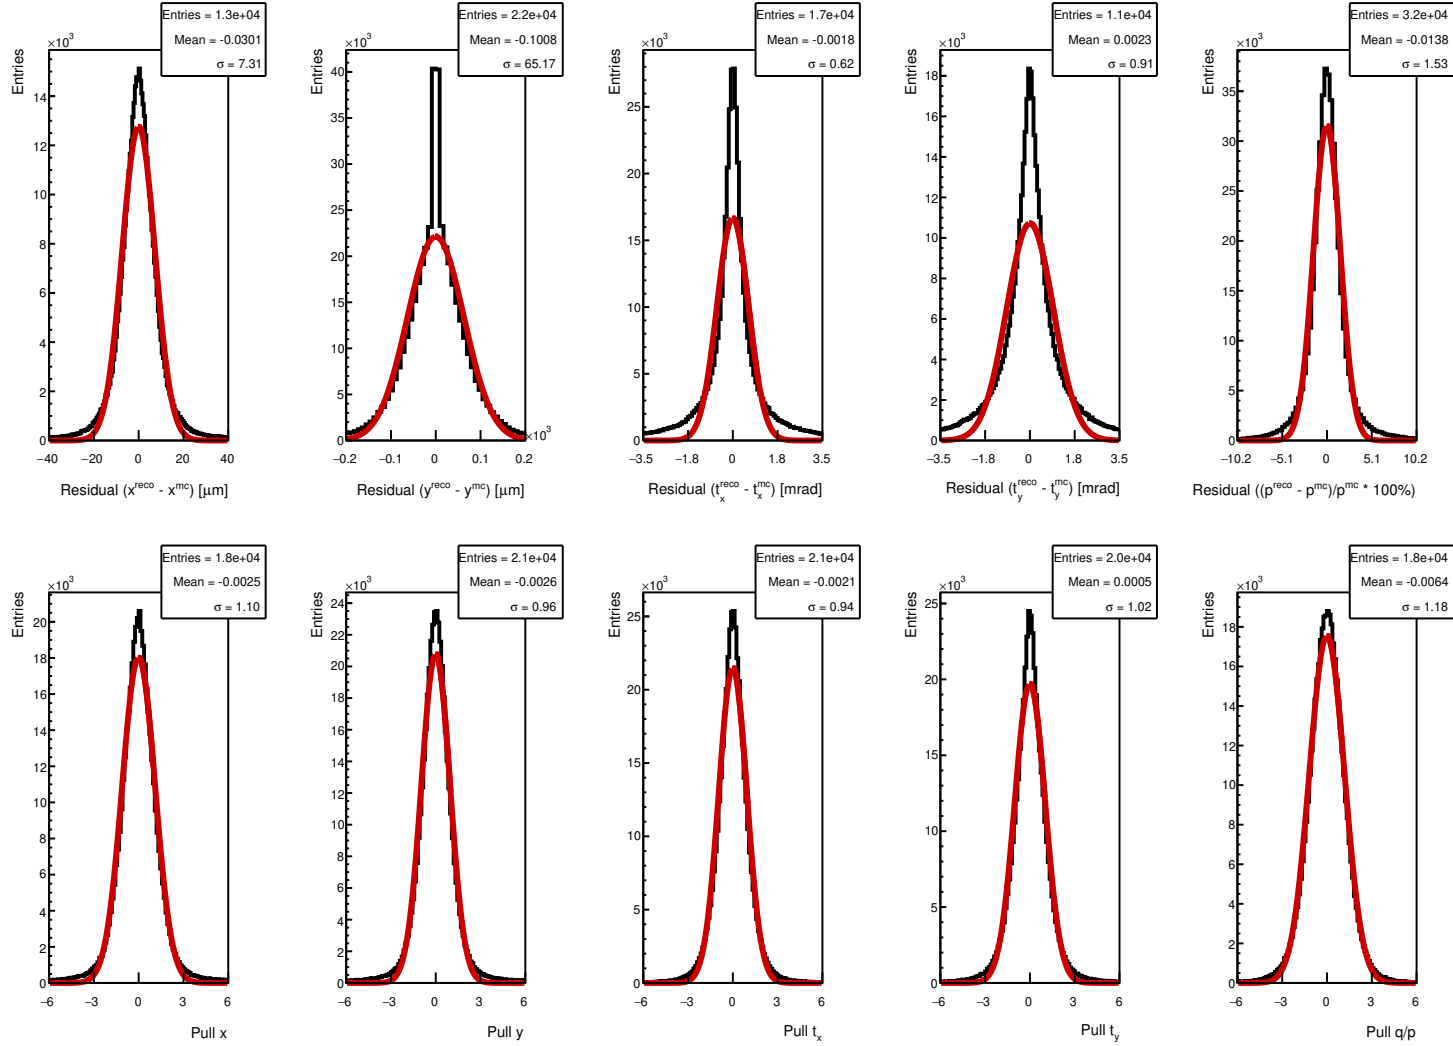 Entries = 1.3e+04
Mean = -0.0301
σ = 7.31
×10³
Entries
14
12
10
8
6
4
2
0
−40 −20 0 20 40
Residual (x^reco - x^mc) [μm]
Entries = 2.2e+04
Mean = -0.1008
σ = 65.17
×10³
Entries
40
35
30
25
20
15
10
5
0
−0.2 −0.1 0 0.1 0.2
×10³
Residual (y^reco - y^mc) [μm]
Entries = 1.7e+04
Mean = -0.0018
σ = 0.62
×10³
Entries
25
20
15
10
5
0
−3.5 −1.8 0 1.8 3.5
Residual (t_x^reco - t_x^mc) [mrad]
Entries = 1.1e+04
Mean = 0.0023
σ = 0.91
×10³
Entries
18
16
14
12
10
8
6
4
2
0
−3.5 −1.8 0 1.8 3.5
Residual (t_y^reco - t_y^mc) [mrad]
Entries = 3.2e+04
Mean = -0.0138
σ = 1.53
×10³
Entries
35
30
25
20
15
10
5
0
−10.2 −5.1 0 5.1 10.2
Residual ((p^reco - p^mc)/p^mc * 100%)
Entries = 1.8e+04
Mean = -0.0025
σ = 1.10
×10³
Entries
20
18
16
14
12
10
8
6
4
2
0
−6 −3 0 3 6
Pull x
Entries = 2.1e+04
Mean = -0.0026
σ = 0.96
×10³
Entries
24
22
20
18
16
14
12
10
8
6
4
2
0
−6 −3 0 3 6
Pull y
Entries = 2.1e+04
Mean = -0.0021
σ = 0.94
×10³
Entries
25
20
15
10
5
0
−6 −3 0 3 6
Pull t_x
Entries = 2.0e+04
Mean = 0.0005
σ = 1.02
×10³
Entries
25
20
15
10
5
0
−6 −3 0 3 6
Pull t_y
Entries = 1.8e+04
Mean = -0.0064
σ = 1.18
×10³
Entries
18
16
14
12
10
8
6
4
2
0
−6 −3 0 3 6
Pull q/p